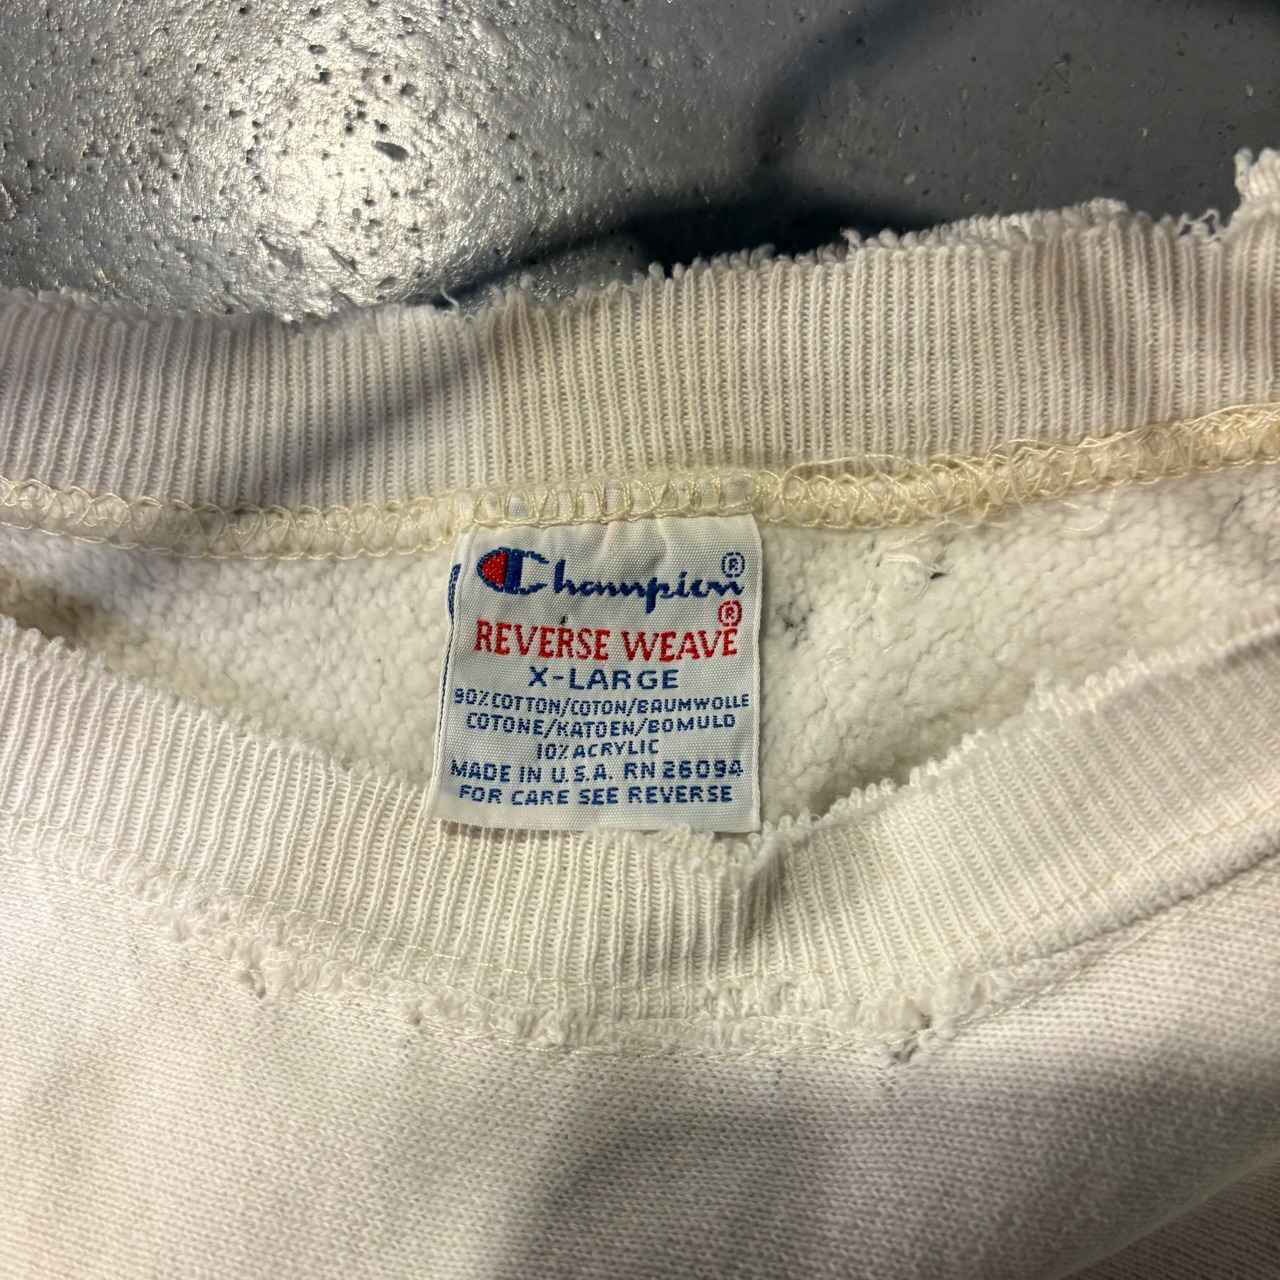 Champion®
REVERSE WEAVE®
X-LARGE
90% COTTON/COTON/BAUMWOLLE
COTONE/KATOEN/BOMULD
10% ACRYLIC
MADE IN U.S.A. RN 26094
FOR CARE SEE REVERSE